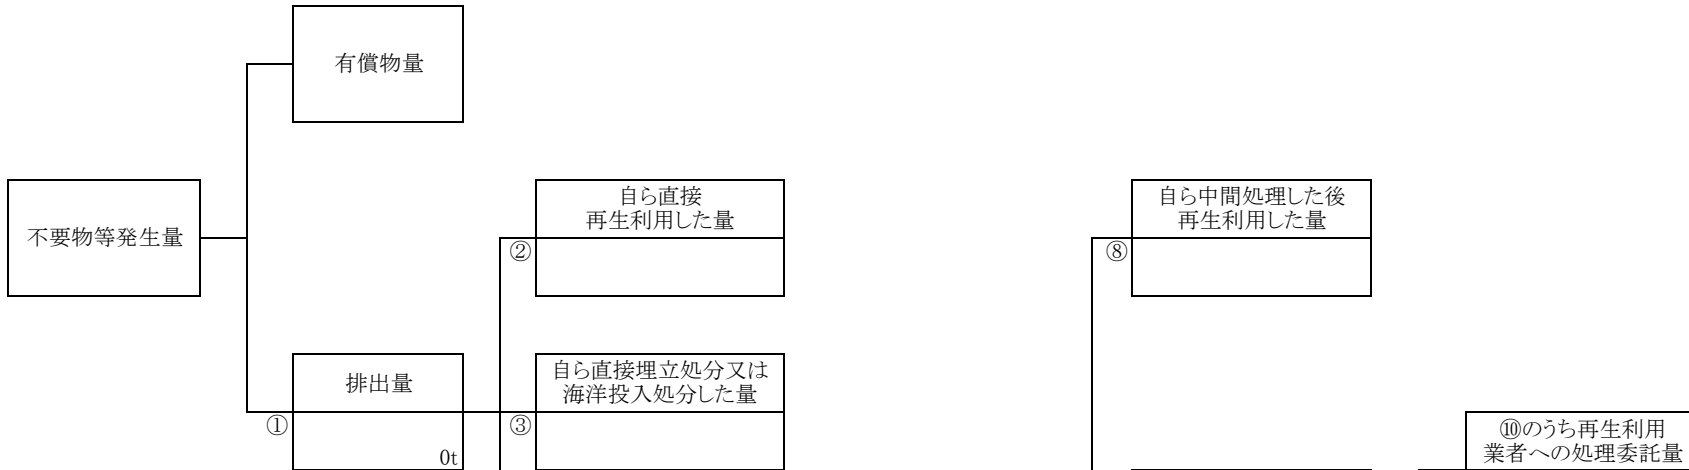 有償物量
不要物等発生量
自ら直接
再生利用した量
②
自ら中間処理した後
再生利用した量
⑧
排出量
①
0t
自ら直接埋立処分又は
海洋投入処分した量
③
⑩のうち再生利用
業者への処理委託量